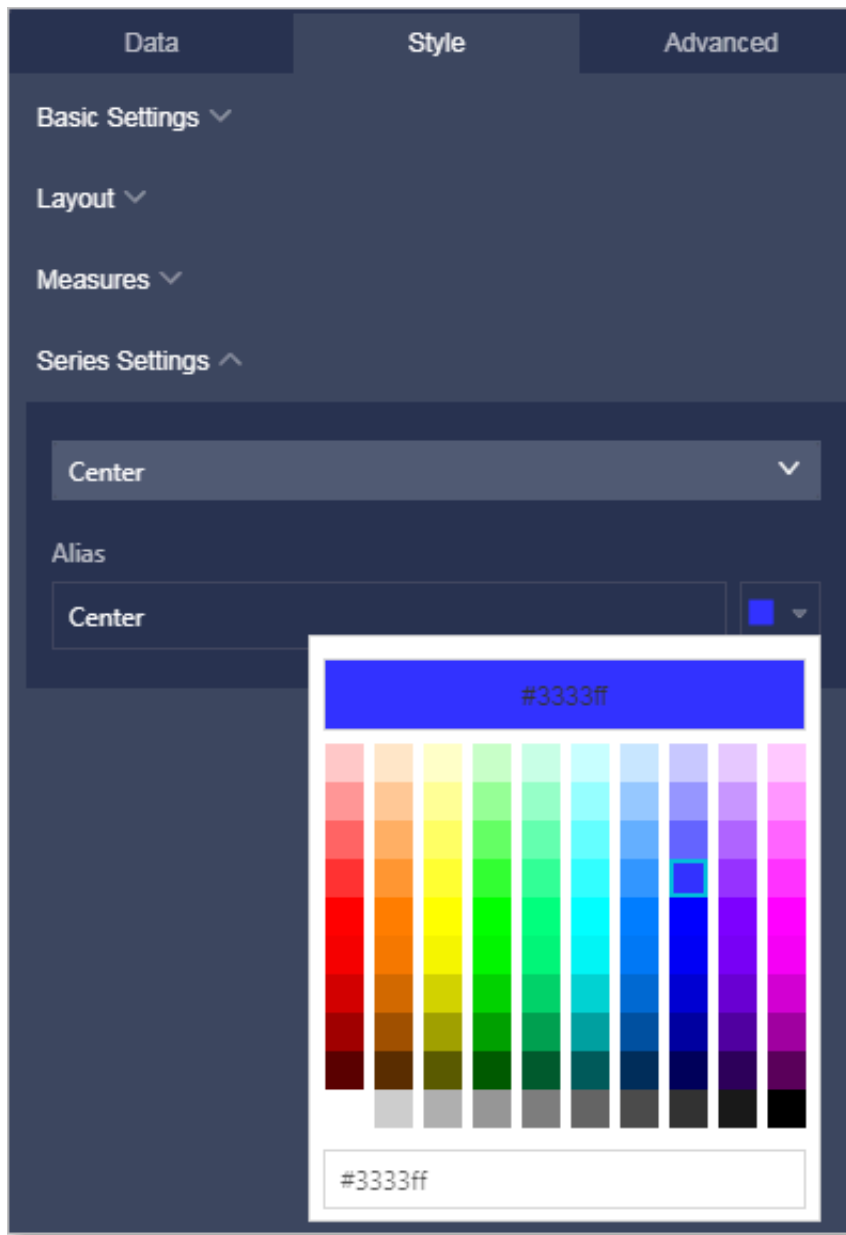 Data Style Advanced
Basic Settings
Layout
Measures
Series Settings
Center
Alias
Center
#3333ff
#3333ff